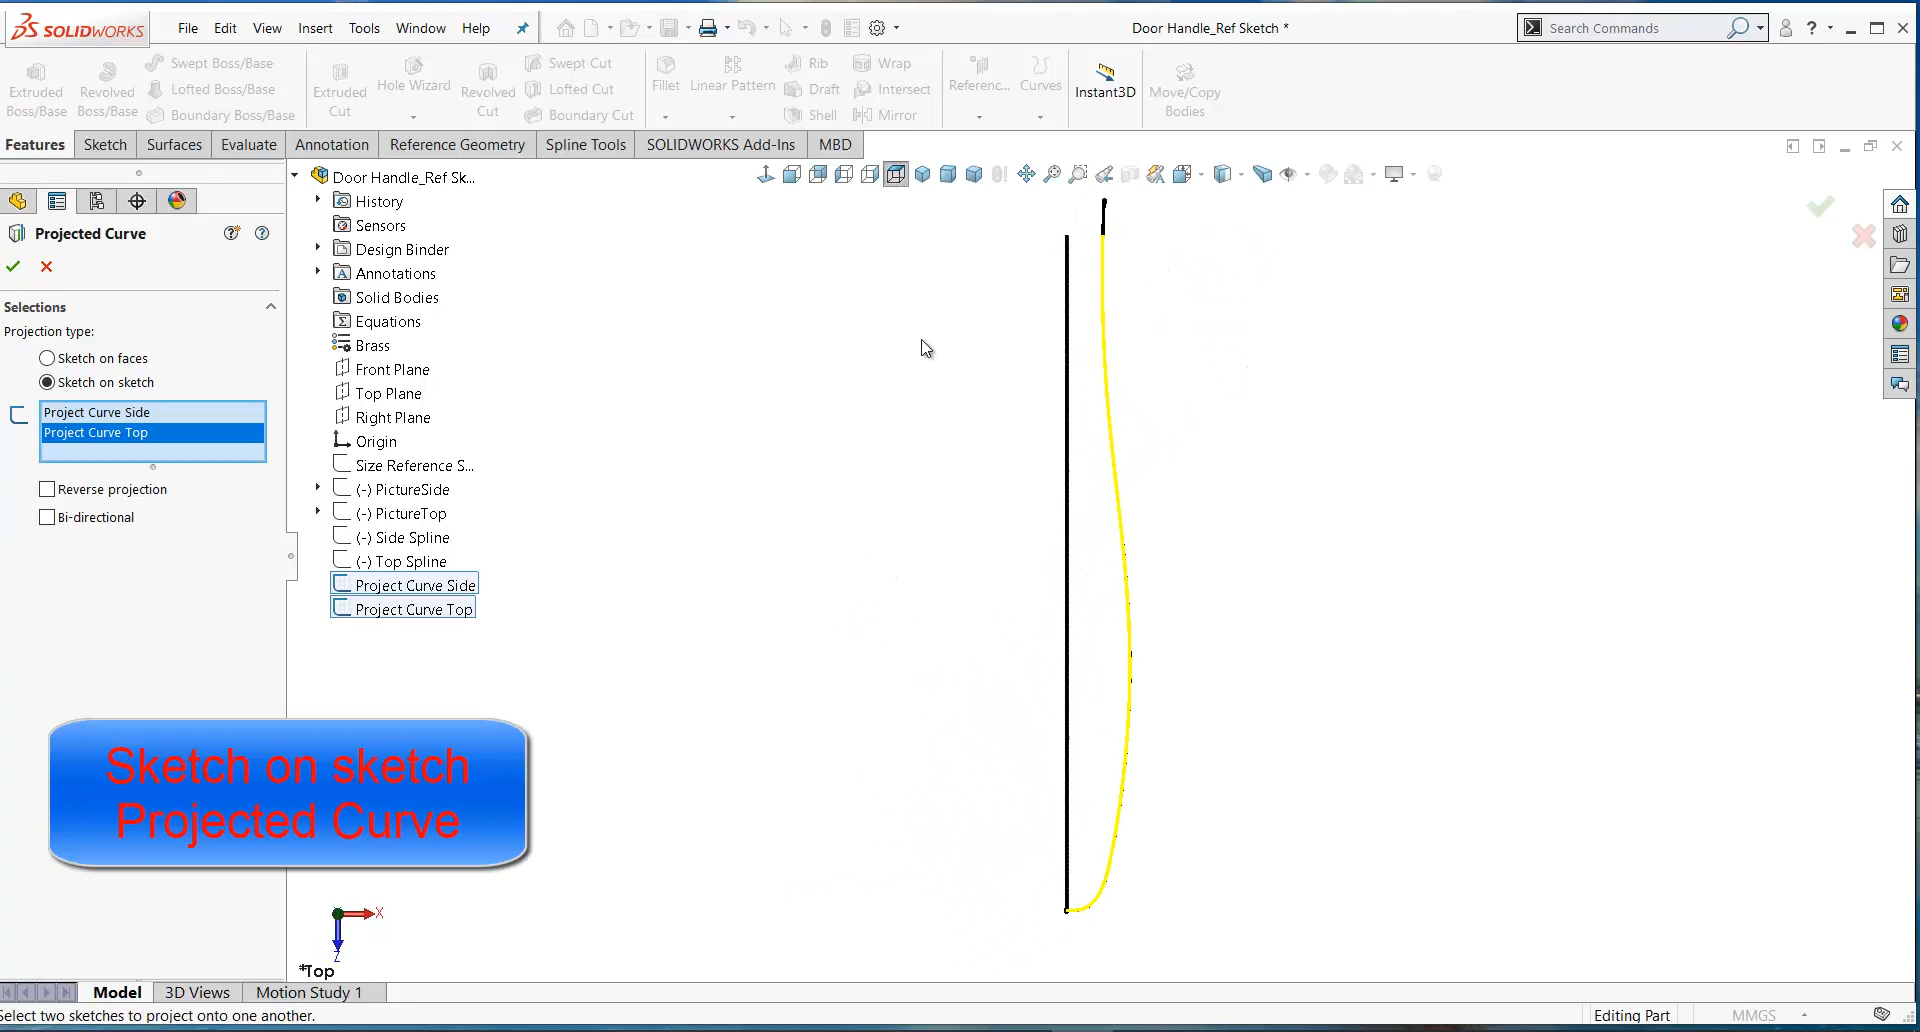 SOLIDWORKS
File Edit View Insert Tools Window Help
Door Handle_Ref Sketch *
Search Commands
?
Extruded Boss/Base
Revolved Boss/Base
Swept Boss/Base
Lofted Boss/Base
Boundary Boss/Base
Extruded Cut
Hole Wizard
Revolved Cut
Swept Cut
Lofted Cut
Boundary Cut
Fillet
Linear Pattern
Rib
Draft
Shell
Wrap
Intersect
Mirror
Referenc...
Curves
Instant3D
Move/Copy Bodies
Features Sketch Surfaces Evaluate Annotation Reference Geometry Spline Tools SOLIDWORKS Add-Ins MBD
Projected Curve
Selections
Projection type:
Sketch on faces
Sketch on sketch
Project Curve Side
Project Curve Top
Reverse projection
Bi-directional
Door Handle_Ref Sk...
History
Sensors
Design Binder
Annotations
Solid Bodies
Equations
Brass
Front Plane
Top Plane
Right Plane
Origin
Size Reference S...
(-) PictureSide
(-) PictureTop
(-) Side Spline
(-) Top Spline
Project Curve Side
Project Curve Top
Sketch on sketch
Projected Curve
X
Z
*Top
Model 3D Views Motion Study 1
Select two sketches to project onto one another.
Editing Part
MMGS